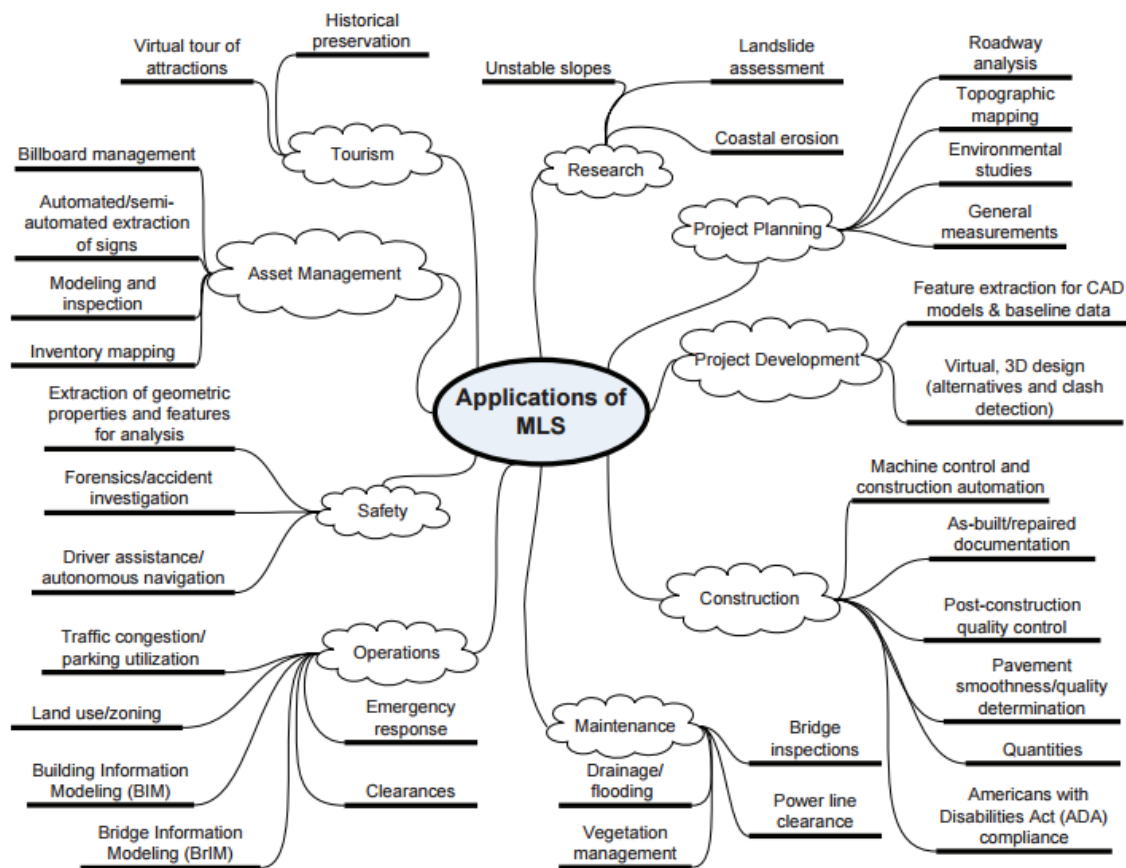 Applications of
MLS
Tourism
Virtual tour of
attractions
Historical
preservation
Asset Management
Billboard management
Automated/semi-
automated extraction
of signs
Modeling and
inspection
Inventory mapping
Safety
Extraction of geometric
properties and features
for analysis
Forensics/accident
investigation
Driver assistance/
autonomous navigation
Operations
Traffic congestion/
parking utilization
Land use/zoning
Building Information
Modeling (BIM)
Bridge Information
Modeling (BrIM)
Emergency
response
Clearances
Research
Unstable slopes
Landslide
assessment
Coastal erosion
Project Planning
Roadway
analysis
Topographic
mapping
Environmental
studies
General
measurements
Project Development
Feature extraction for CAD
models & baseline data
Virtual, 3D design
(alternatives and clash
detection)
Construction
Machine control and
construction automation
As-built/repaired
documentation
Post-construction
quality control
Pavement
smoothness/quality
determination
Quantities
Americans with
Disabilities Act (ADA)
compliance
Maintenance
Drainage/
flooding
Vegetation
management
Bridge
inspections
Power line
clearance